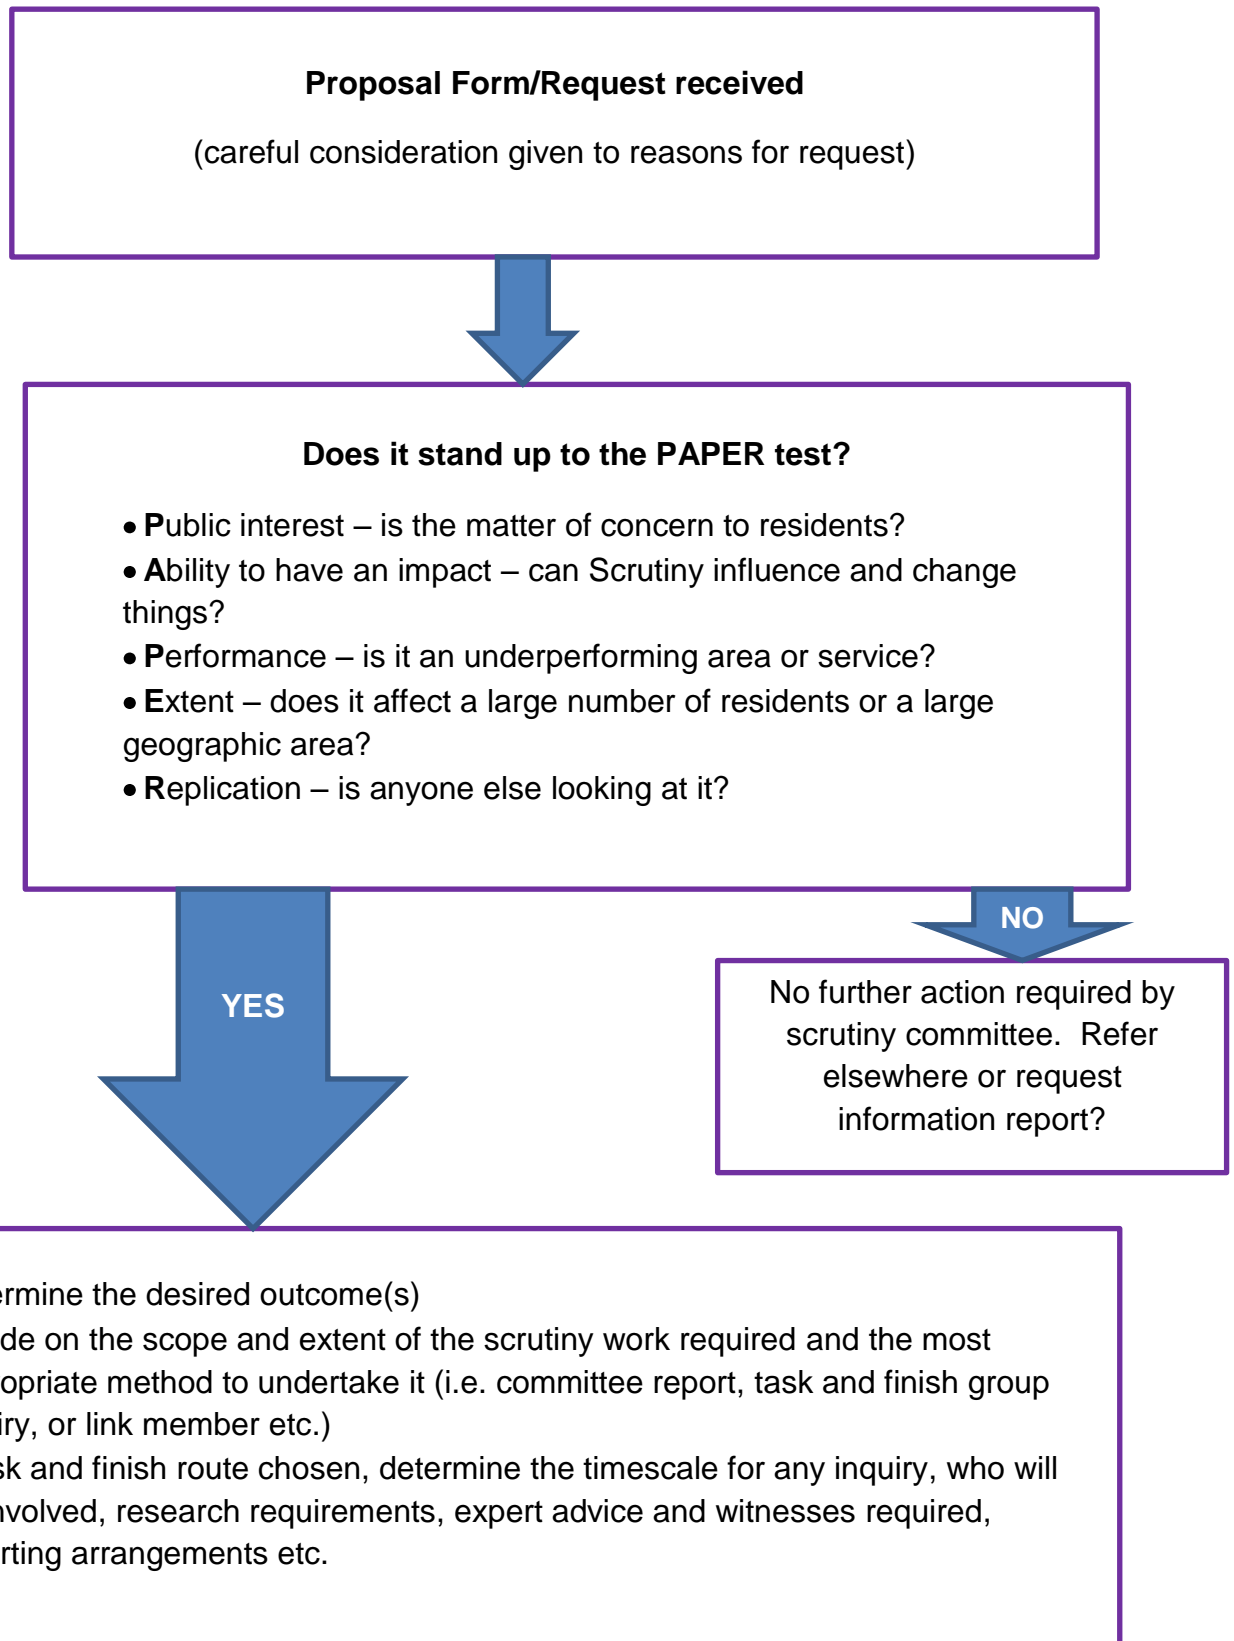 Proposal Form/Request received
(careful consideration given to reasons for request)
Does it stand up to the PAPER test?
• Public interest – is the matter of concern to residents?
• Ability to have an impact – can Scrutiny influence and change
things?
• Performance – is it an underperforming area or service?
• Extent – does it affect a large number of residents or a large
geographic area?
• Replication – is anyone else looking at it?
YES
NO
No further action required by
scrutiny committee.  Refer
elsewhere or request
information report?
ermine the desired outcome(s)
de on the scope and extent of the scrutiny work required and the most
opriate method to undertake it (i.e. committee report, task and finish group
iry, or link member etc.)
sk and finish route chosen, determine the timescale for any inquiry, who will
nvolved, research requirements, expert advice and witnesses required,
rting arrangements etc.